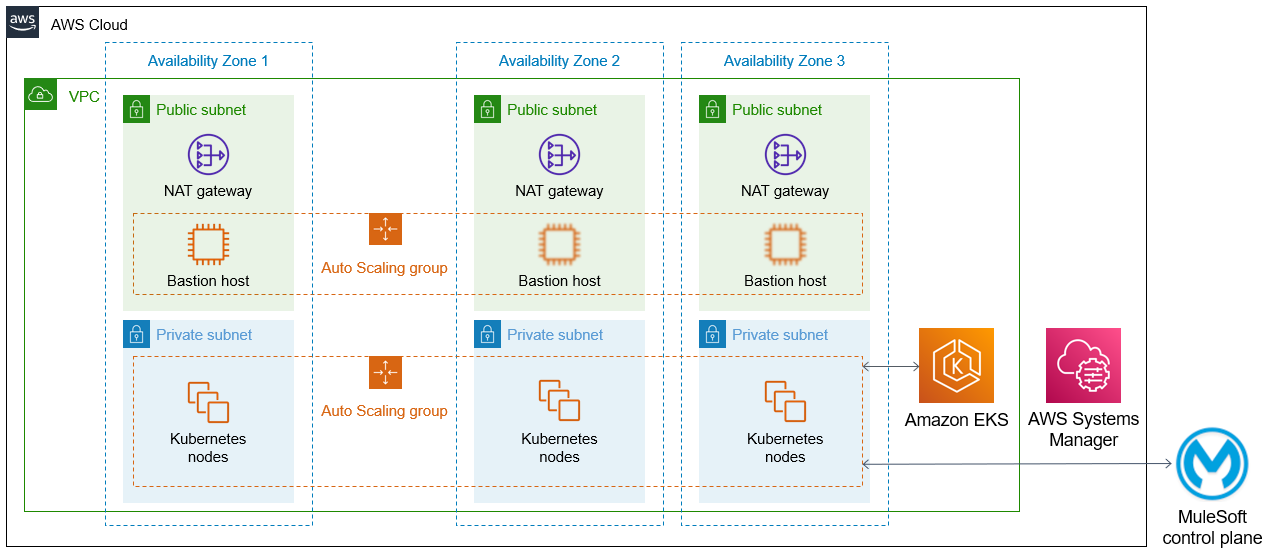 aws
AWS Cloud
Availability Zone 1
Availability Zone 2
Availability Zone 3
VPC
Public subnet
Public subnet
Public subnet
NAT gateway
NAT gateway
NAT gateway
Auto Scaling group
Bastion host
Bastion host
Bastion host
Private subnet
Private subnet
Private subnet
Auto Scaling group
Kubernetes
nodes
Kubernetes
nodes
Kubernetes
nodes
K
Amazon EKS
AWS Systems
Manager
MuleSoft
control plane